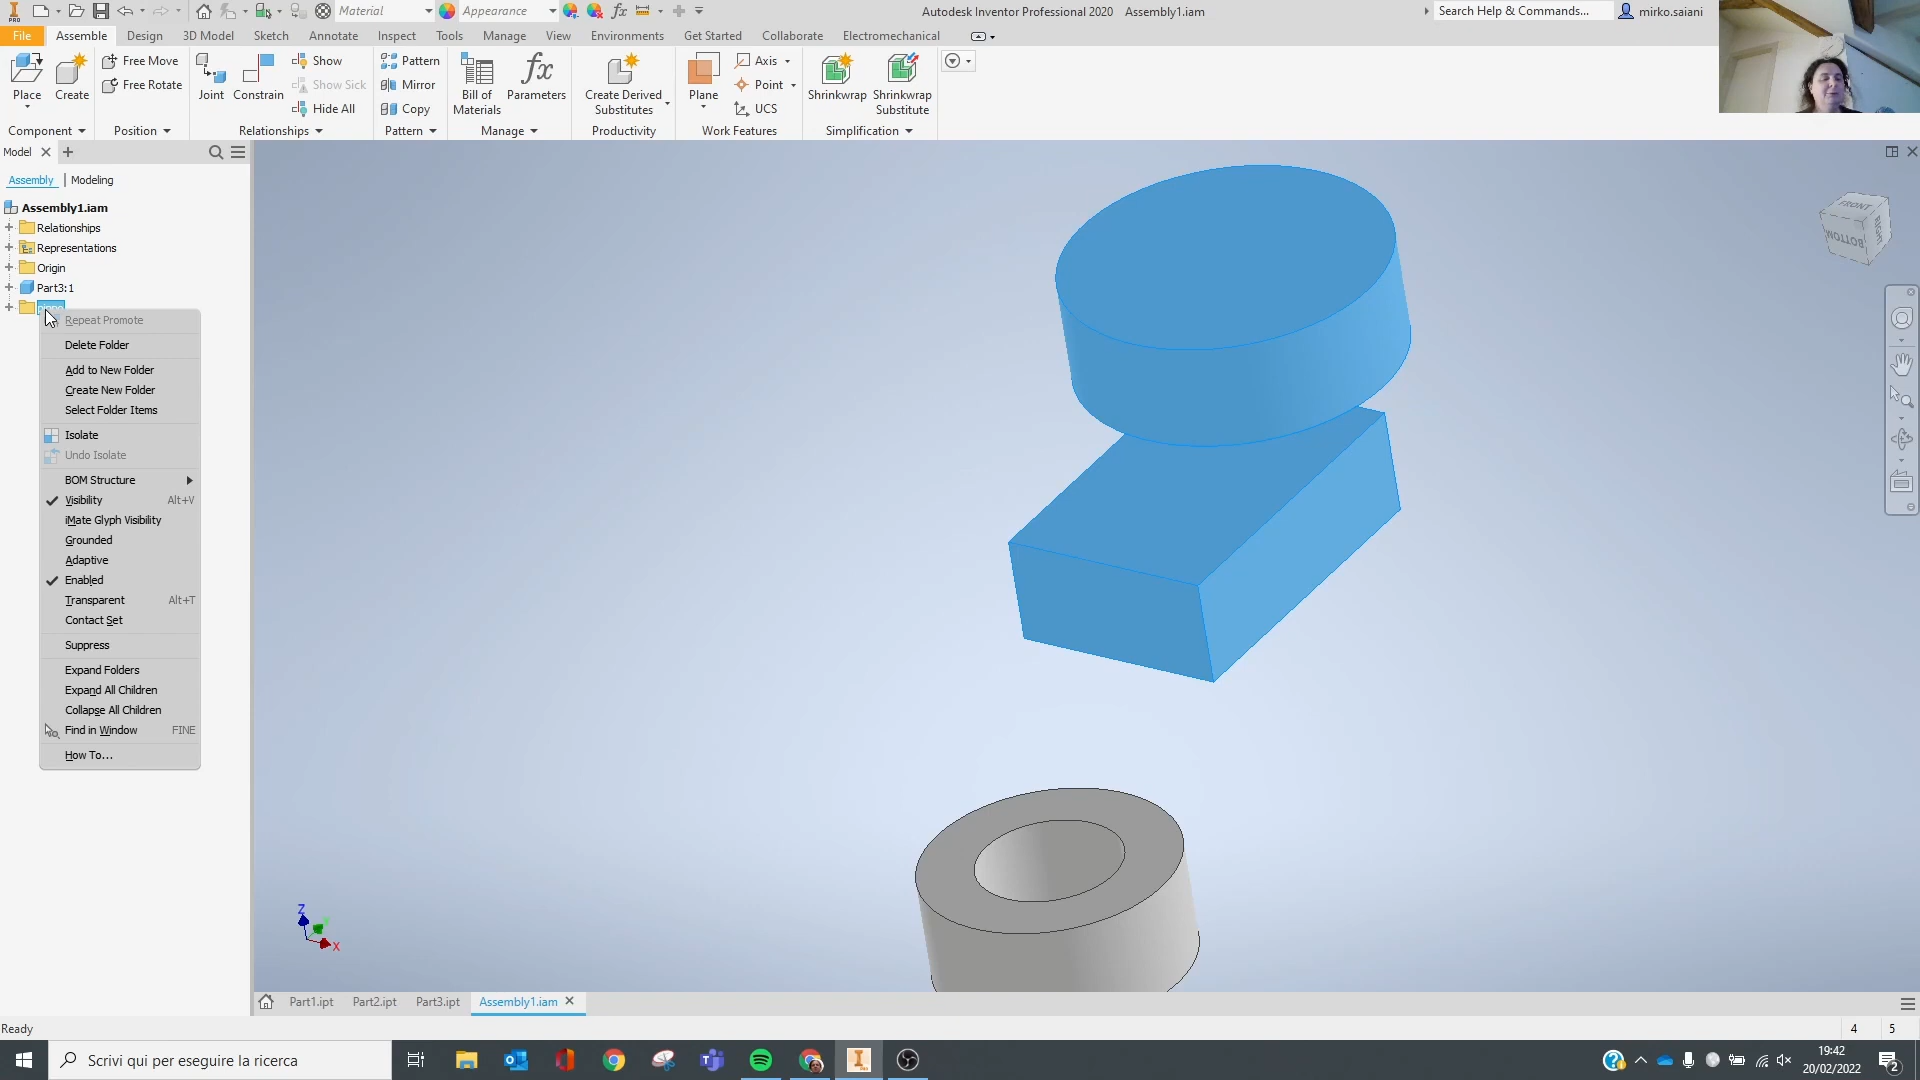 Material
Appearance
Autodesk Inventor Professional 2020 Assembly1.iam
Search Help & Commands...
mirko.saiani
File Assemble Design 3D Model Sketch Annotate Inspect Tools Manage View Environments Get Started Collaborate Electromechanical
Place
Create
Free Move
Free Rotate
Joint
Constrain
Show
Show Sick
Hide All
Pattern
Mirror
Copy
Bill of
Materials
Parameters
Create Derived
Substitutes
Plane
Axis
Point
UCS
Shrinkwrap
Shrinkwrap
Substitute
Component
Position
Relationships
Pattern
Manage
Productivity
Work Features
Simplification
Model
Assembly | Modeling
Assembly1.iam
Relationships
Representations
Origin
Part3:1
Repeat Promote
Delete Folder
Add to New Folder
Create New Folder
Select Folder Items
Isolate
Undo Isolate
BOM Structure
Visibility Alt+V
iMate Glyph Visibility
Grounded
Adaptive
Enabled
Transparent Alt+T
Contact Set
Suppress
Expand Folders
Expand All Children
Collapse All Children
Find in Window FINE
How To...
FRONT
BOTTOM
RIGHT
Z
X
Part1.ipt Part2.ipt Part3.ipt Assembly1.iam
Ready
4 5
Scrivi qui per eseguire la ricerca
19:42
20/02/2022
2